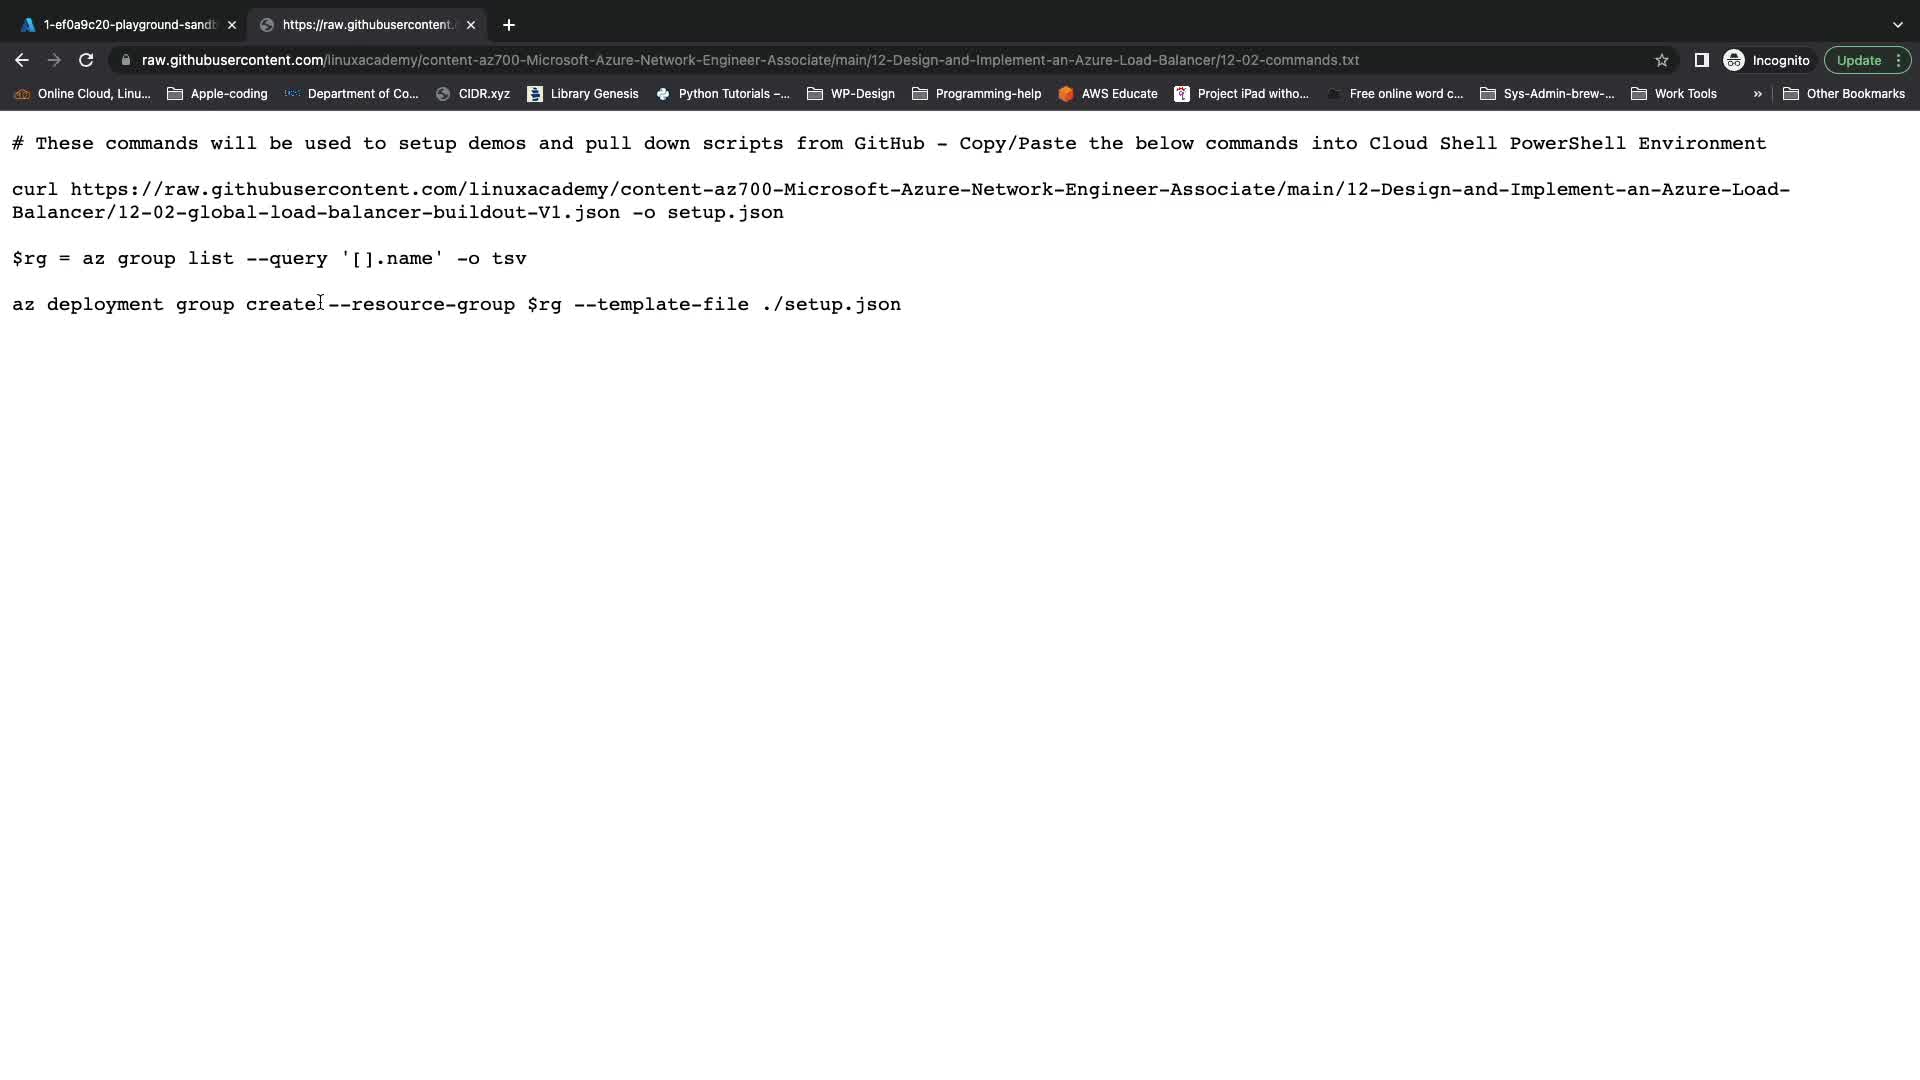 1-ef0a9c20-playground-sandb
https://raw.githubusercontent.
raw.githubusercontent.com/linuxacademy/content-az700-Microsoft-Azure-Network-Engineer-Associate/main/12-Design-and-Implement-an-Azure-Load-Balancer/12-02-commands.txt
Incognito
Update
Online Cloud, Linu...
Apple-coding
Department of Co...
CIDR.xyz
Library Genesis
Python Tutorials –...
WP-Design
Programming-help
AWS Educate
Project iPad witho...
Free online word c...
Sys-Admin-brew-...
Work Tools
»
Other Bookmarks
# These commands will be used to setup demos and pull down scripts from GitHub - Copy/Paste the below commands into Cloud Shell PowerShell Environment
curl https://raw.githubusercontent.com/linuxacademy/content-az700-Microsoft-Azure-Network-Engineer-Associate/main/12-Design-and-Implement-an-Azure-Load-
Balancer/12-02-global-load-balancer-buildout-V1.json -o setup.json
$rg = az group list --query '[].name' -o tsv
az deployment group create --resource-group $rg --template-file ./setup.json